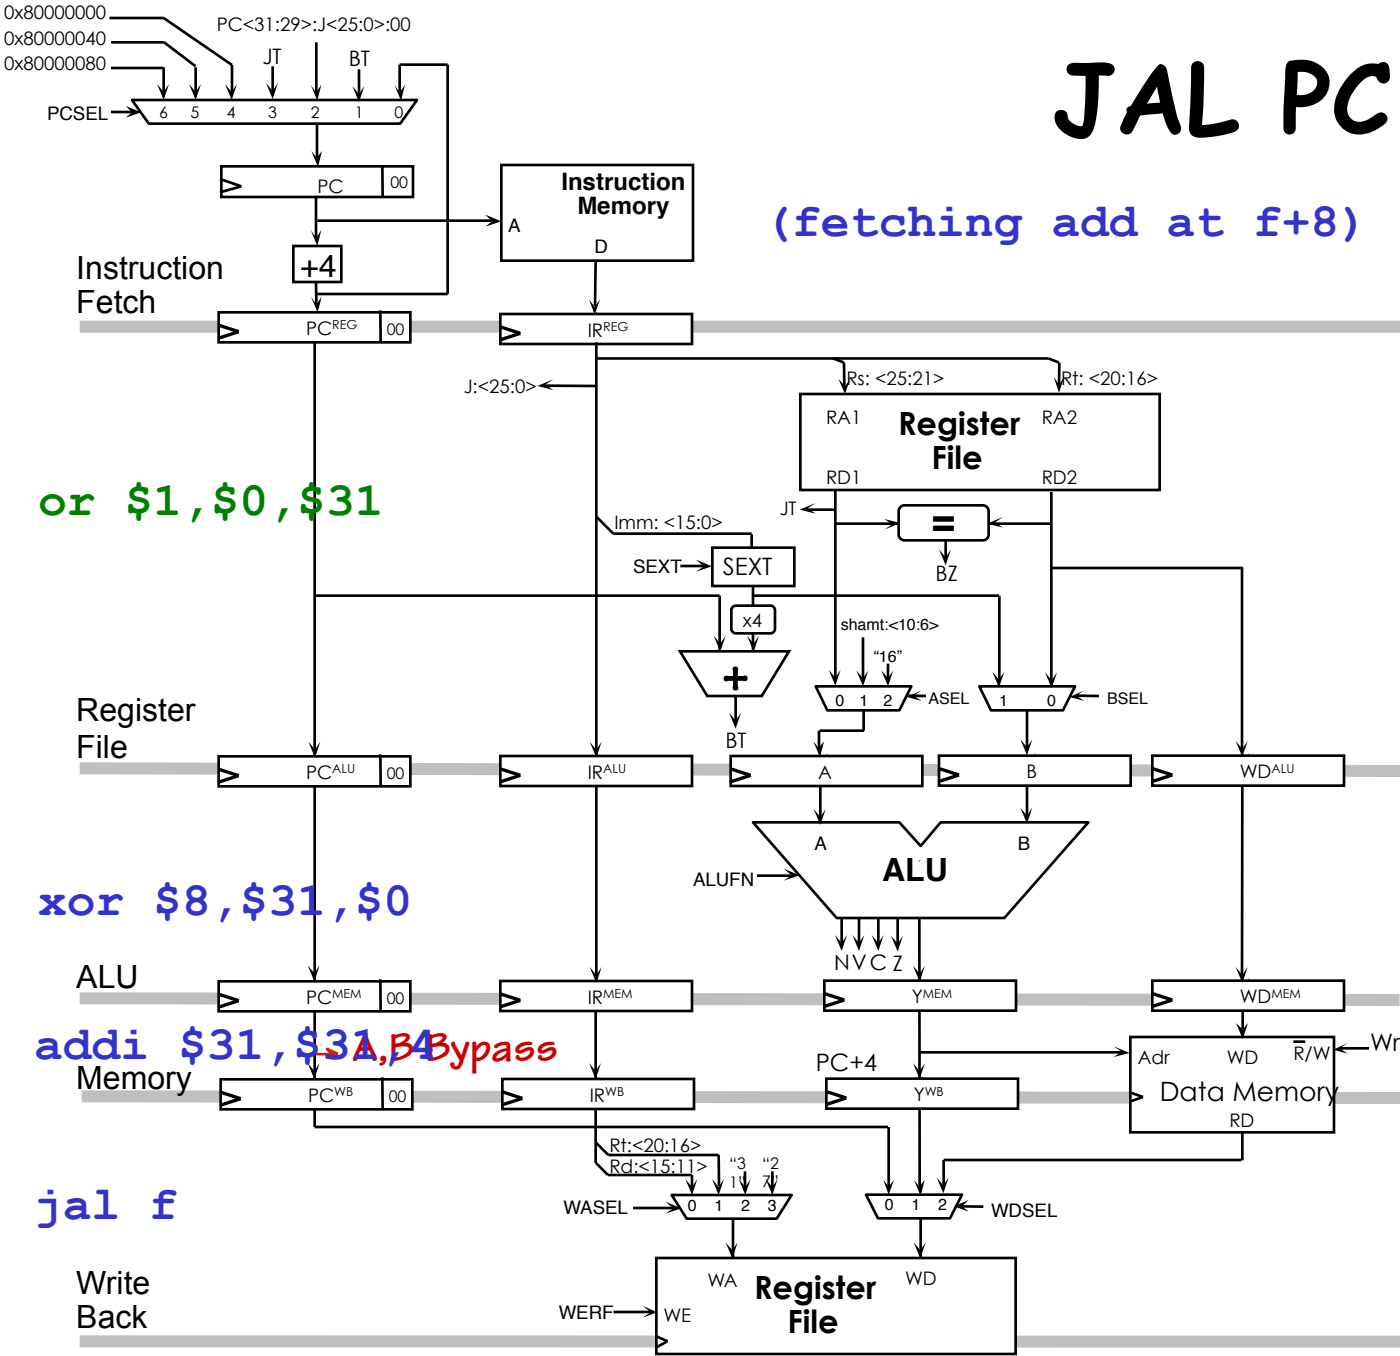 JAL PC
0x80000000
0x80000040
0x80000080
PC<31:29>:J<25:0>:00
JT
BT
PCSEL
6 5 4 3 2 1 0
PC 00
Instruction
Memory
A
D
(fetching add at f+8)
+4
Instruction
Fetch
PCREG 00
IRREG
J:<25:0>
Rs: <25:21>
Rt: <20:16>
RA1
Register
File
RA2
RD1
RD2
or $1,$0,$31
JT
=
BZ
Imm: <15:0>
SEXT
SEXT
x4
shamt:<10:6>
“16”
+
0 1 2
ASEL
1 0
BSEL
BT
Register
File
PCALU 00
IRALU
A
B
WDALU
A
B
ALU
ALUFN
xor $8,$31,$0
N V C Z
ALU
PCMEM 00
IRMEM
YMEM
WDMEM
addi $31,$31,4
A,B Bypass
Memory
PC+4
Adr
WD
R/W
Wr
Data Memory
RD
PCWB 00
IRWB
YWB
Rt:<20:16>
Rd:<15:11>
“3
1”
“2
7”
jal f
WASEL
0 1 2 3
0 1 2
WDSEL
Write
Back
WA
Register
File
WD
WERF
WE